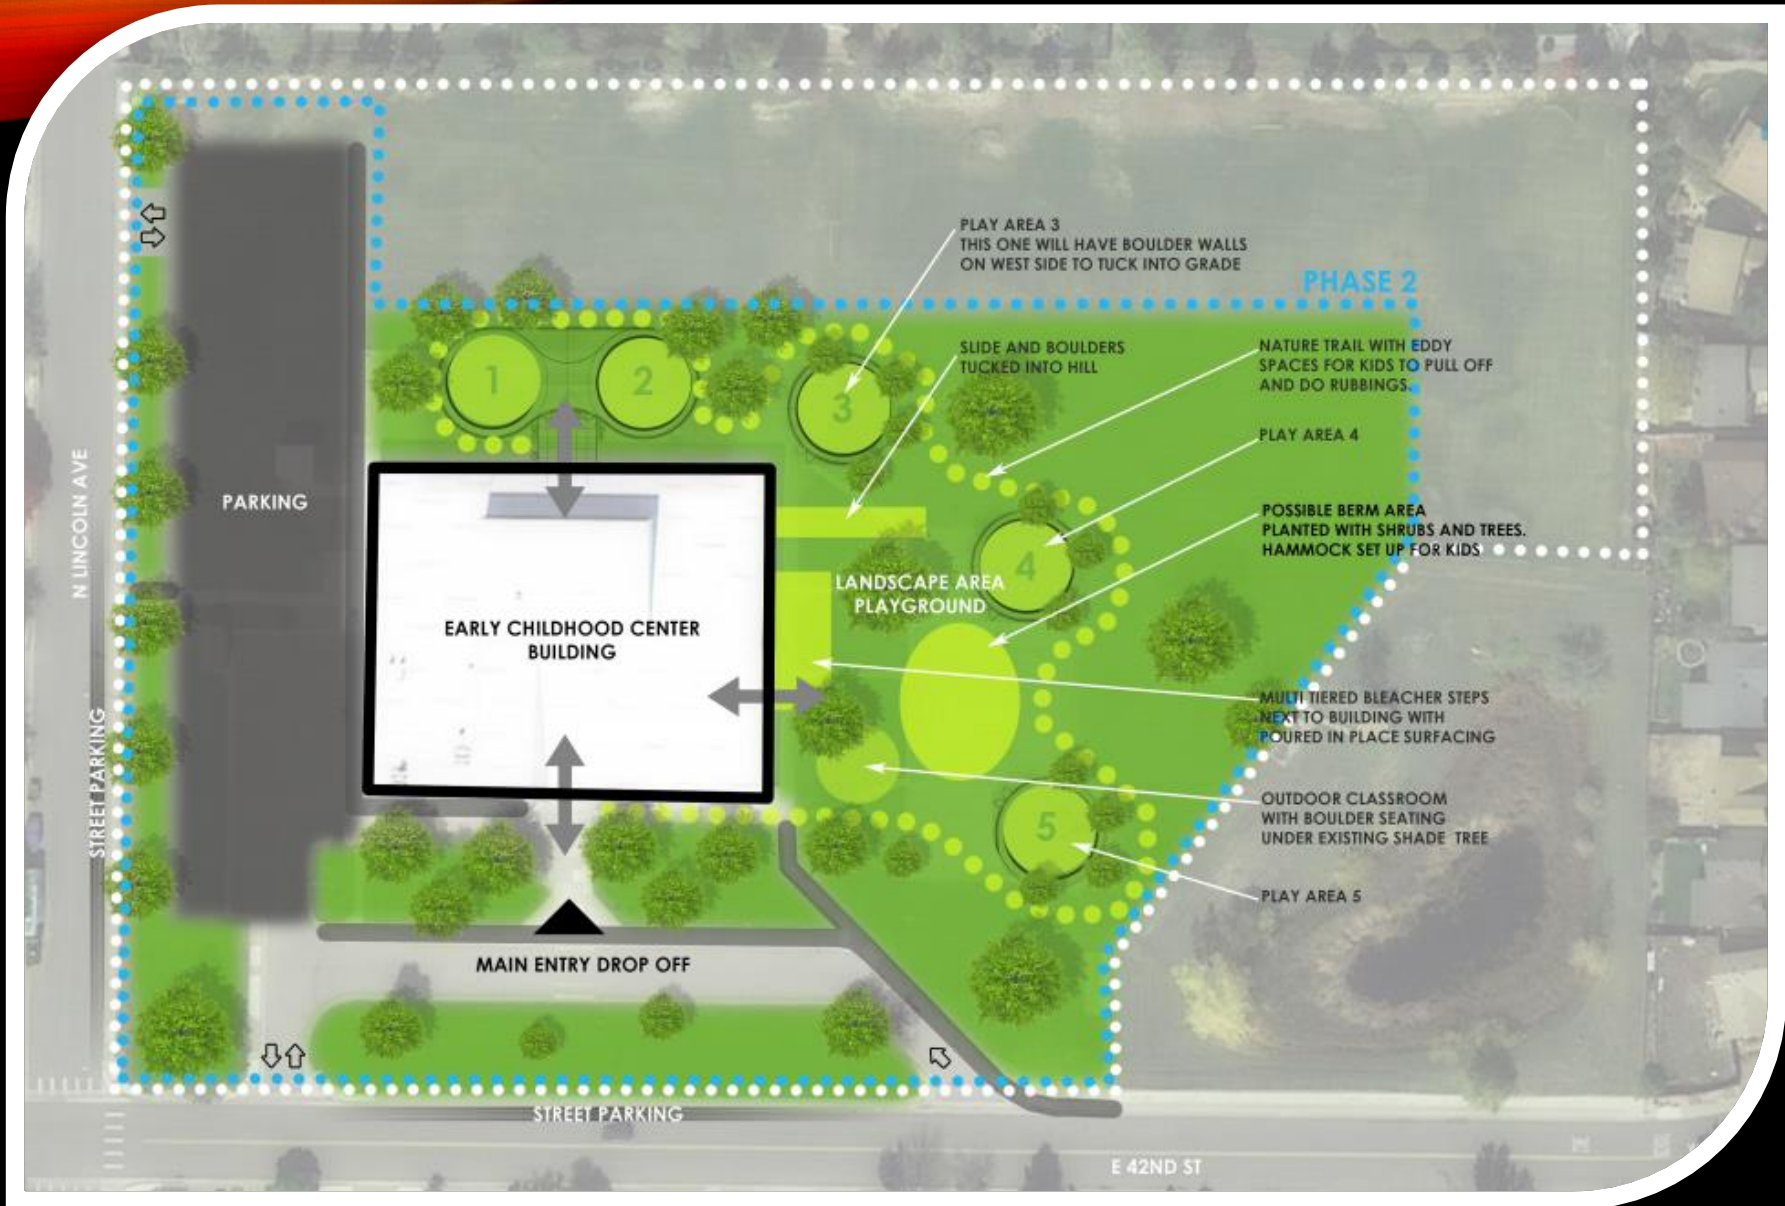 PLAY AREA 3
THIS ONE WILL HAVE BOULDER WALLS
ON WEST SIDE TO TUCK INTO GRADE
PHASE 2
SLIDE AND BOULDERS
TUCKED INTO HILL
NATURE TRAIL WITH EDDY
SPACES FOR KIDS TO PULL OFF
AND DO RUBBINGS.
1
2
3
PLAY AREA 4
PARKING
N LINCOLN AVE
POSSIBLE BERM AREA
PLANTED WITH SHRUBS AND TREES.
HAMMOCK SET UP FOR KIDS
4
LANDSCAPE AREA
PLAYGROUND
EARLY CHILDHOOD CENTER
BUILDING
MULTI TIERED BLEACHER STEPS
NEXT TO BUILDING WITH
POURED IN PLACE SURFACING
STREET PARKING
OUTDOOR CLASSROOM
WITH BOULDER SEATING
UNDER EXISTING SHADE TREE
5
PLAY AREA 5
MAIN ENTRY DROP OFF
STREET PARKING
E 42ND ST